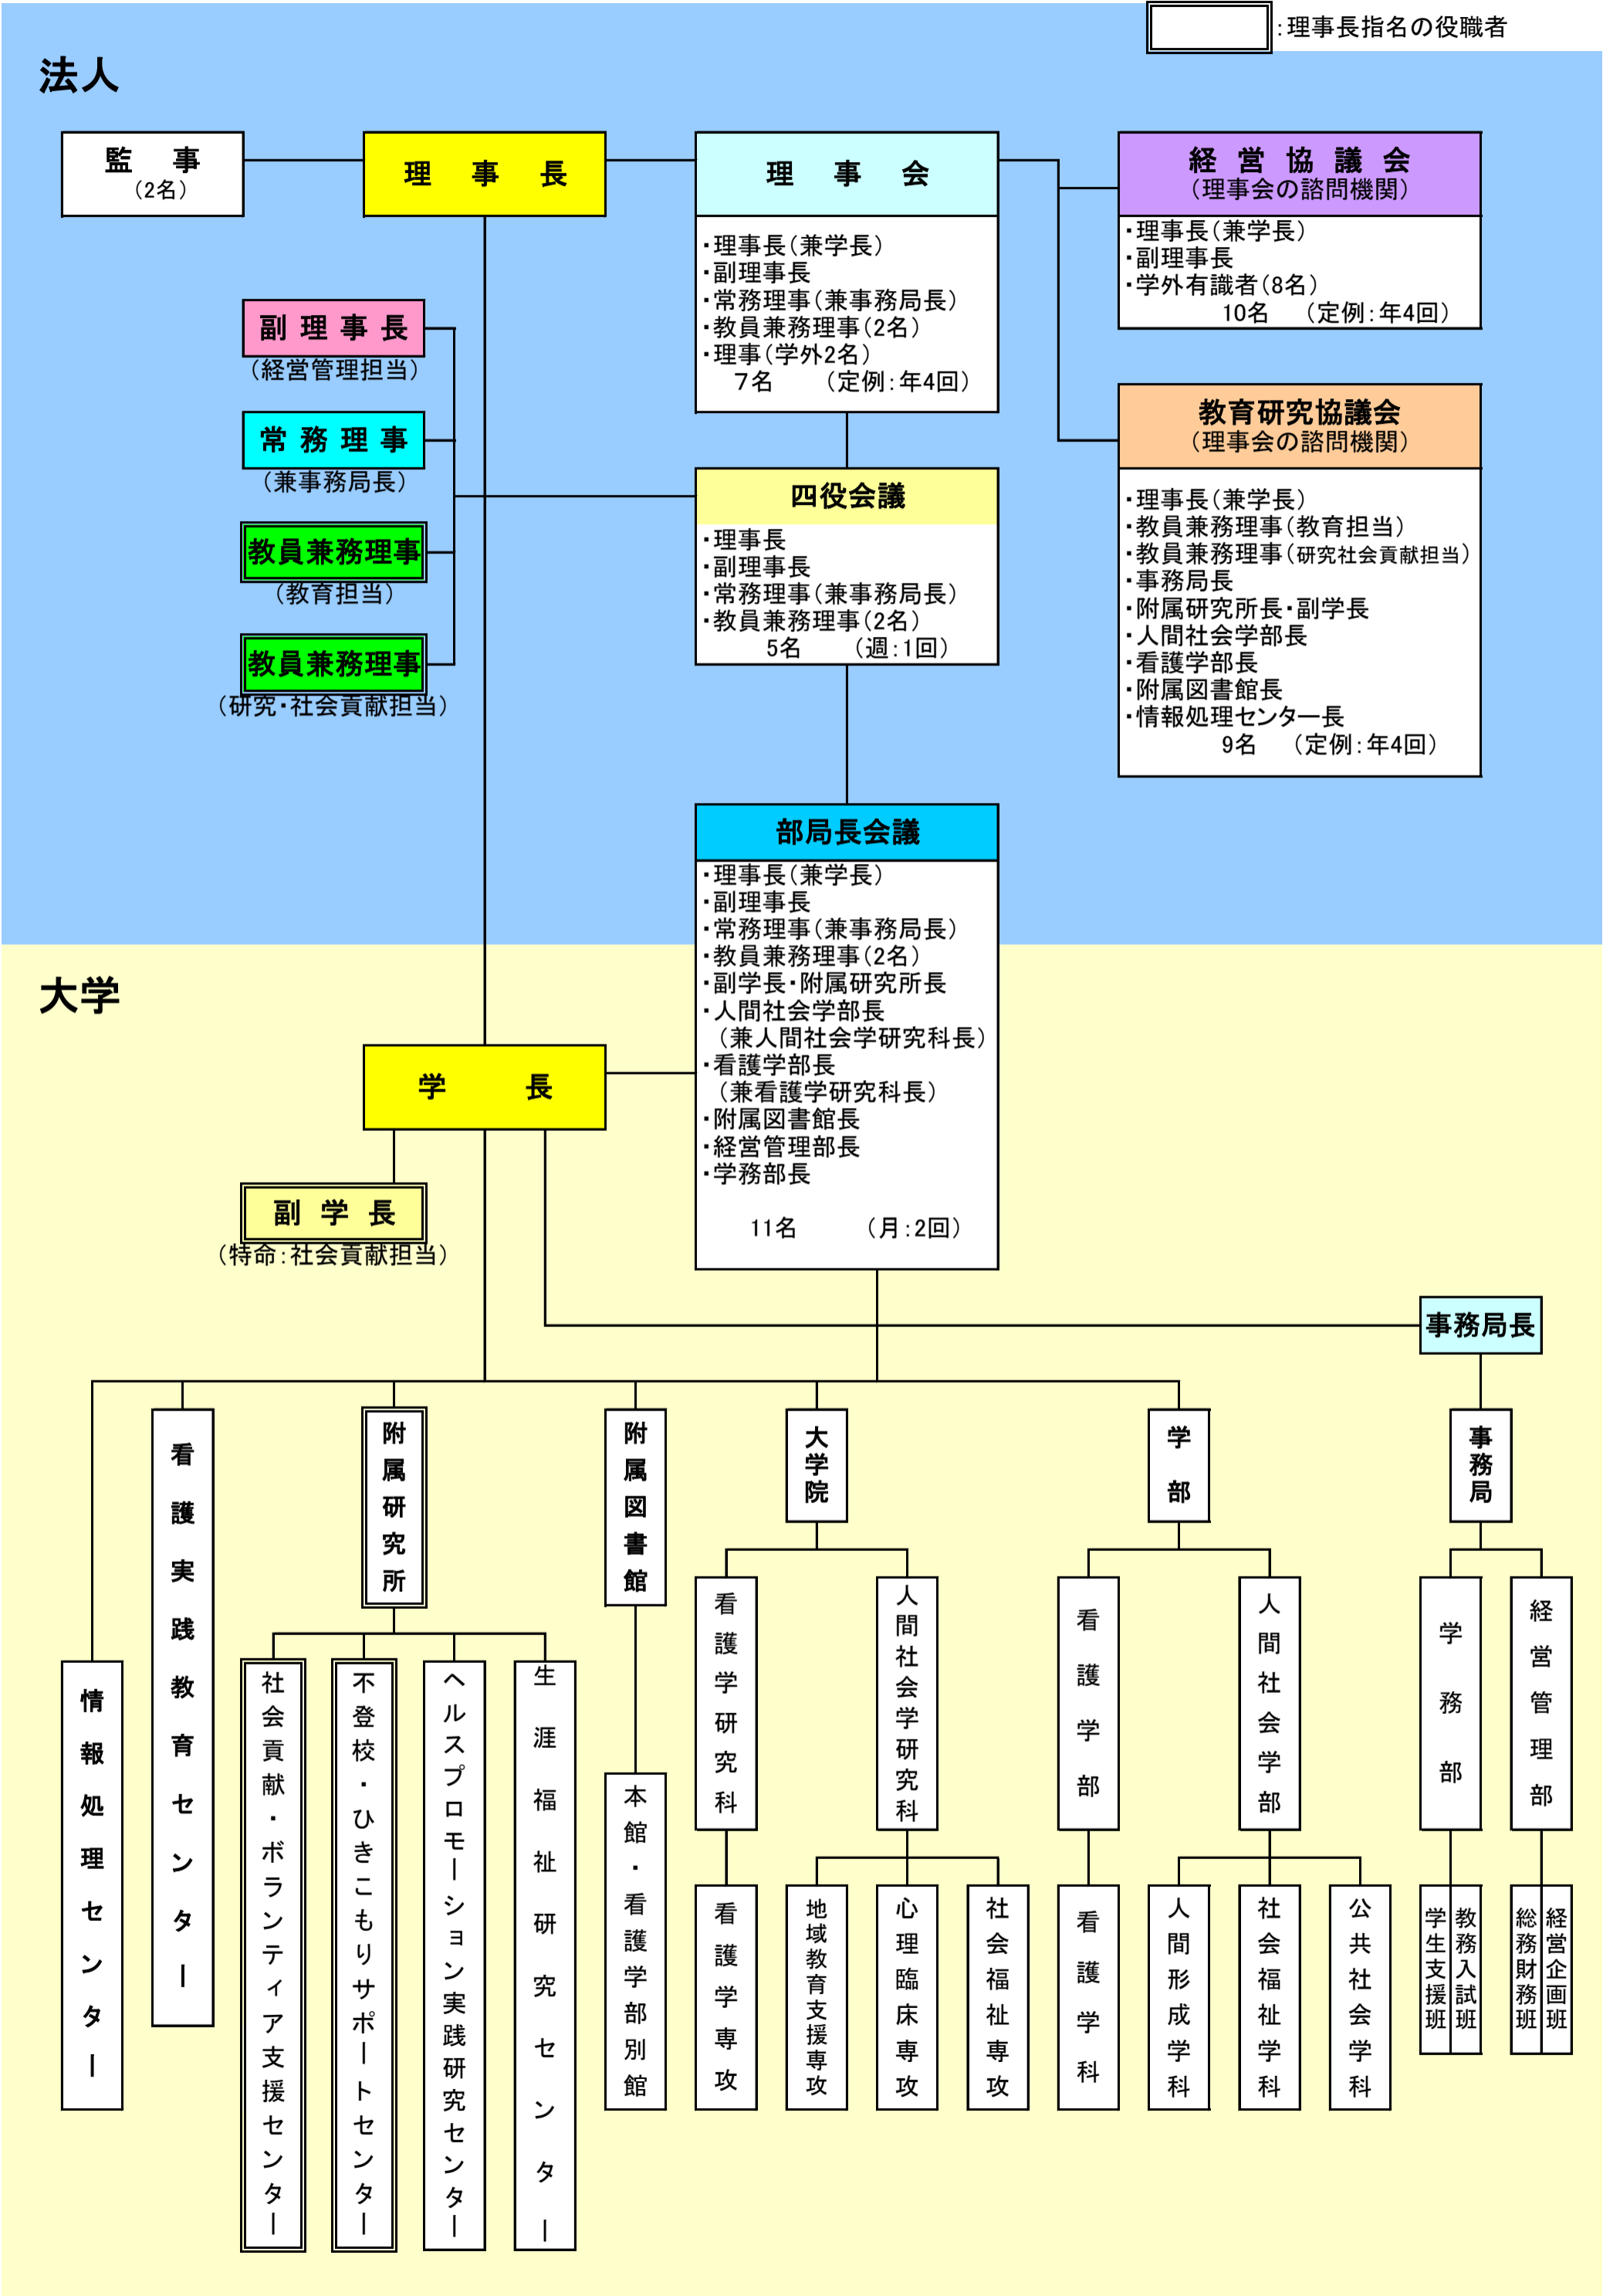 :理事長指名の役職者
法人
監 事
(2名)
理 事 長
理 事 会
・理事長(兼学長)
・副理事長
・常務理事(兼事務局長)
・教員兼務理事(2名)
・理事(学外2名)
7名 (定例:年4回)
経 営 協 議 会
(理事会の諮問機関)
・理事長(兼学長)
・副理事長
・学外有識者(8名)
10名 (定例:年4回)
副 理 事 長
(経営管理担当)
常 務 理 事
(兼事務局長)
教員兼務理事
(教育担当)
教員兼務理事
(研究・社会貢献担当)
教育研究協議会
(理事会の諮問機関)
・理事長(兼学長)
・教員兼務理事(教育担当)
・教員兼務理事(研究社会貢献担当)
・事務局長
・附属研究所長・副学長
・人間社会学部長
・看護学部長
・附属図書館長
・情報処理センター長
9名 (定例:年4回)
四役会議
・理事長
・副理事長
・常務理事(兼事務局長)
・教員兼務理事(2名)
5名 (週:1回)
部局長会議
・理事長(兼学長)
・副理事長
・常務理事(兼事務局長)
・教員兼務理事(2名)
・副学長・附属研究所長
・人間社会学部長
(兼人間社会学研究科長)
・看護学部長
(兼看護学研究科長)
・附属図書館長
・経営管理部長
・学務部長
11名 (月:2回)
大学
学 長
副 学 長
(特命:社会貢献担当)
事務局長
情報処理センター
看護実践教育センター
附属研究所
社会貢献・ボランティア支援センター
不登校・ひきこもりサポートセンター
ヘルスプロモーション実践研究センター
生涯福祉研究センター
附属図書館
本館・看護学部別館
大学院
看護学研究科
看護学専攻
人間社会学研究科
地域教育支援専攻
心理臨床専攻
社会福祉専攻
学部
看護学部
看護学科
人間社会学部
人間形成学科
社会福祉学科
公共社会学科
事務局
学務部
学生支援班
教務入試班
経営管理部
総務財務班
経営企画班